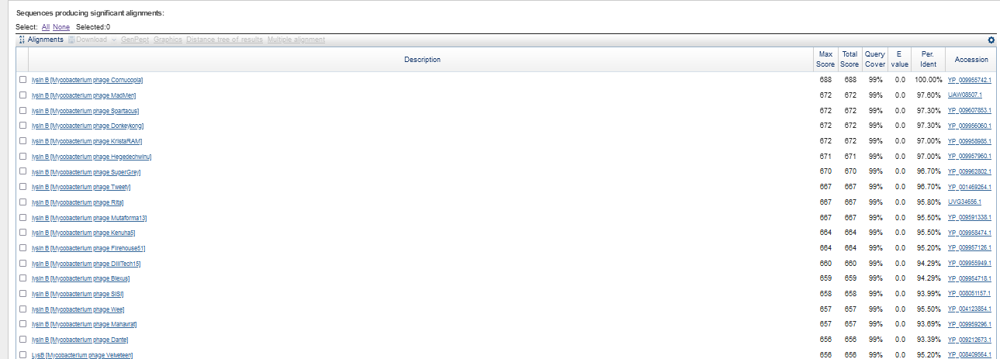 Sequences producing significant alignments:
Select: All None Selected:0
Alignments Download GenPept Graphics Distance tree of results Multiple alignment
Description Max Score Total Score Query Cover E value Per. Ident Accession
lysin B [Mycobacterium phage Cornucopia] 688 688 99% 0.0 100.00% YP_009955742.1
lysin B [Mycobacterium phage MadMen] 672 672 99% 0.0 97.60% UAW08507.1
lysin B [Mycobacterium phage Spartacus] 672 672 99% 0.0 97.30% YP_009607853.1
lysin B [Mycobacterium phage Donkeykong] 672 672 99% 0.0 97.30% YP_009956060.1
lysin B [Mycobacterium phage KristaRAM] 672 672 99% 0.0 97.00% YP_009958985.1
lysin B [Mycobacterium phage Hegedechwinu] 671 671 99% 0.0 97.00% YP_009957960.1
lysin B [Mycobacterium phage SuperGrey] 670 670 99% 0.0 96.70% YP_009962802.1
lysin B [Mycobacterium phage Tweety] 667 667 99% 0.0 96.70% YP_001469264.1
lysin B [Mycobacterium phage Rita] 667 667 99% 0.0 95.80% UVG34656.1
lysin B [Mycobacterium phage Mutaforma13] 667 667 99% 0.0 95.50% YP_009591338.1
lysin B [Mycobacterium phage Kenuha5] 664 664 99% 0.0 95.50% YP_009958474.1
lysin B [Mycobacterium phage Firehouse51] 664 664 99% 0.0 95.20% YP_009957126.1
lysin B [Mycobacterium phage DillTech15] 660 660 99% 0.0 94.29% YP_009955949.1
lysin B [Mycobacterium phage Blexus] 659 659 99% 0.0 94.29% YP_009954718.1
lysin B [Mycobacterium phage SiSi] 658 658 99% 0.0 93.99% YP_008051157.1
lysin B [Mycobacterium phage Wee] 657 657 99% 0.0 95.50% YP_004123854.1
lysin B [Mycobacterium phage Mahavrat] 657 657 99% 0.0 93.69% YP_009959296.1
lysin B [Mycobacterium phage Dante] 656 656 99% 0.0 93.39% YP_009212673.1
LysB [Mycobacterium phage Velveteen] 656 656 99% 0.0 95.20% YP_008409564.1